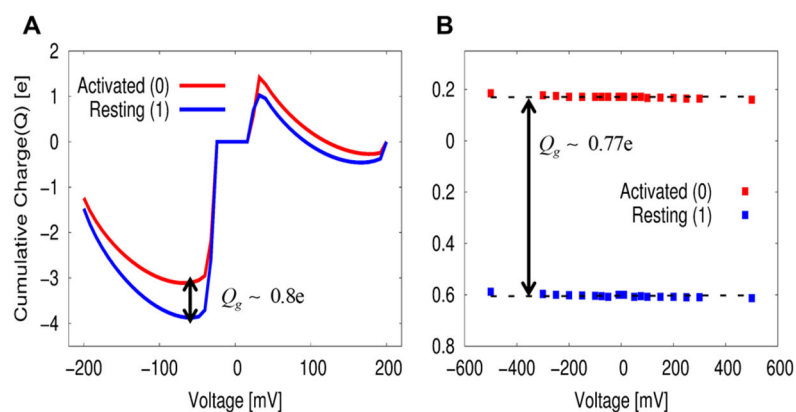 A
B
Cumulative Charge(Q) [e]
2
1
0
−1
−2
−3
−4
Activated (0)
Resting (1)
Qg ~ 0.8e
−200
−100
0
100
200
Voltage [mV]
0.2
0
0.2
0.4
0.6
0.8
Qg ~ 0.77e
Activated (0)
Resting (1)
−600
−400
−200
0
200
400
600
Voltage [mV]